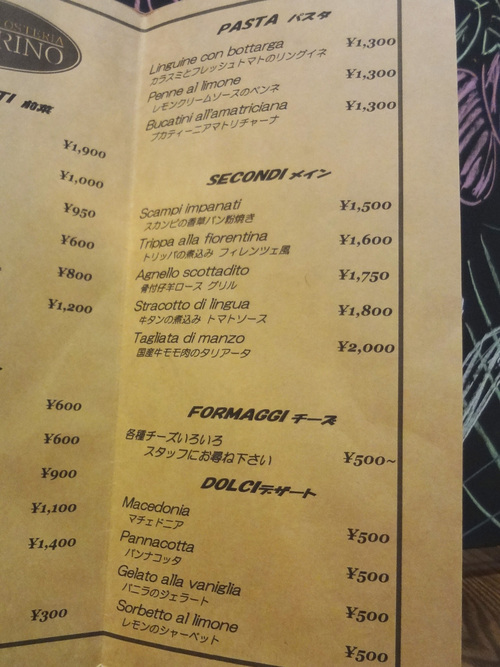 OSTERIA
RINO
TI 前菜
¥1,900
¥1,000
¥950
¥600
¥800
¥1,200
¥600
¥600
¥900
¥1,100
¥1,400
¥300
PASTA パスタ
Linguine con bottarga ¥1,300
カラスミとフレッシュトマトのリングイネ
Penne al limone ¥1,300
レモンクリームソースのペンネ
Bucatini all'amatriciana ¥1,300
ブカティーニアマトリチャーナ
SECONDI メイン
Scampi impanati ¥1,500
スカンピの香草パン粉焼き
Trippa alla fiorentina ¥1,600
トリッパの煮込み フィレンツェ風
Agnello scottadito ¥1,750
骨付仔羊ロース グリル
Stracotto di lingua ¥1,800
牛タンの煮込み トマトソース
Tagliata di manzo ¥2,000
国産牛モモ肉のタリアータ
FORMAGGI チーズ
各種チーズいろいろ
スタッフにお尋ね下さい ¥500~
DOLCI デザート
Macedonia ¥500
マチェドニア
Pannacotta ¥500
パンナコッタ
Gelato alla vaniglia ¥500
バニラのジェラート
Sorbetto al limone ¥500
レモンのシャーベット